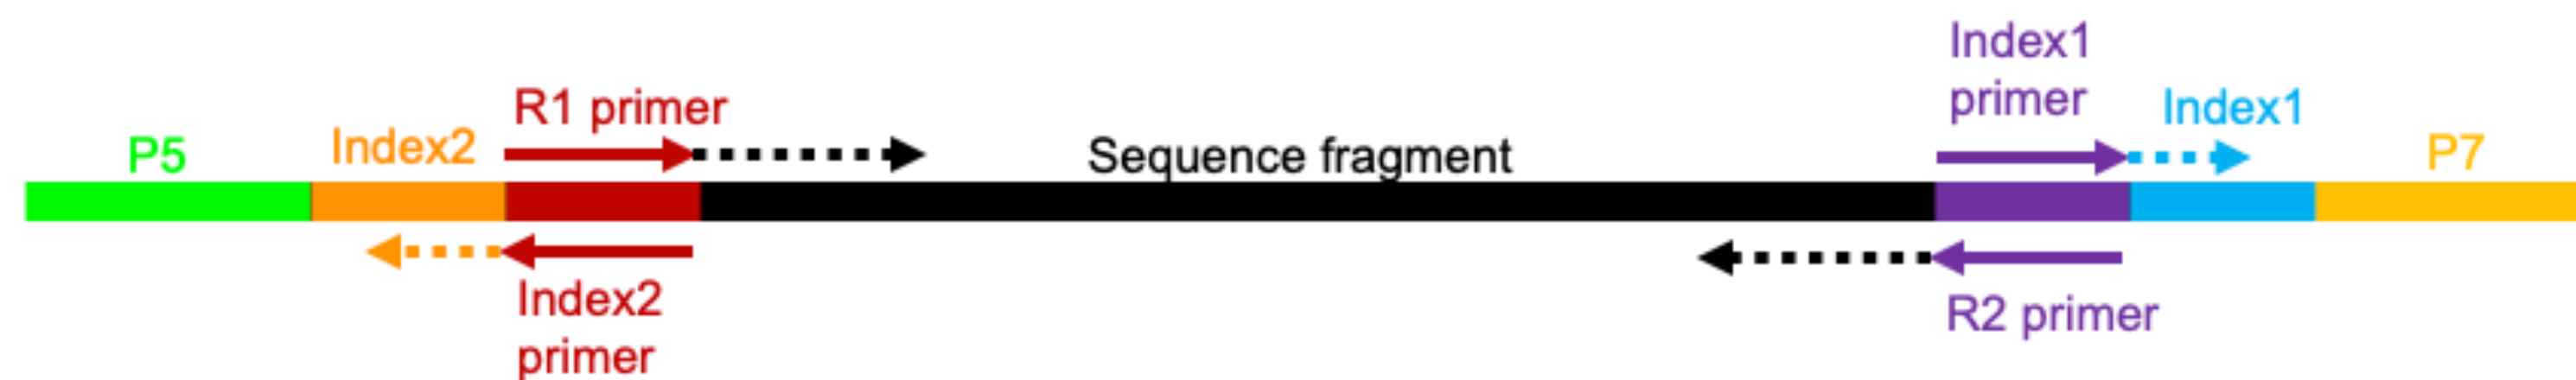 P5
Index2
R1 primer
Sequence fragment
Index1
primer
Index1
P7
Index2
primer
R2 primer